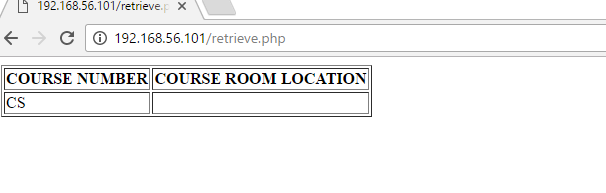 192.168.56.101/retrieve.p
192.168.56.101/retrieve.php
COURSE NUMBER COURSE ROOM LOCATION
CS